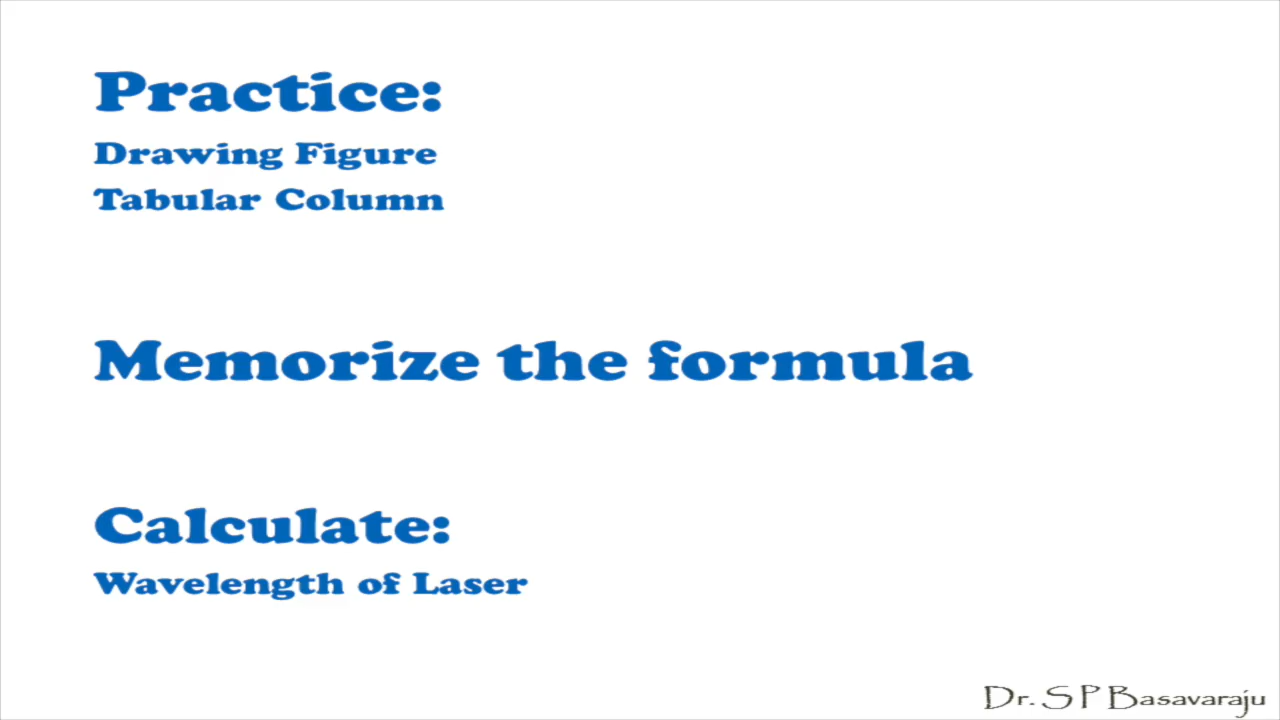 Practice:
Drawing Figure
Tabular Column
Memorize the formula
Calculate:
Wavelength of Laser
Dr. S P Basavaraju